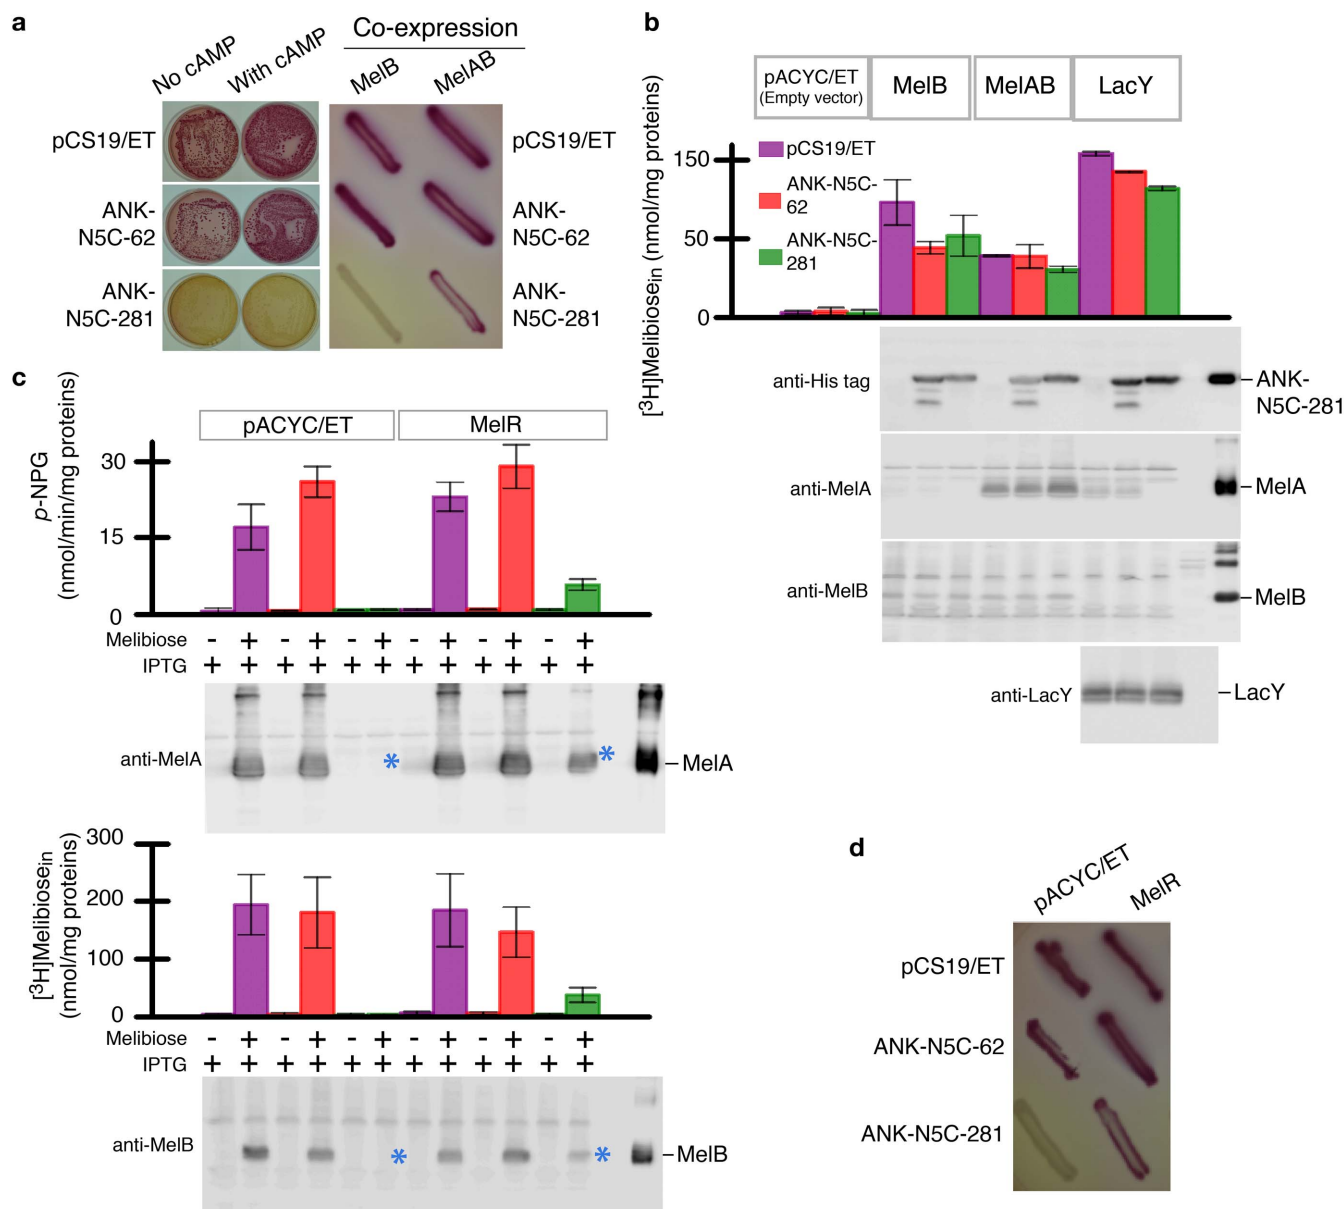 a
No cAMP
With cAMP
Co-expression
MelB
MelAB
pCS19/ET
pCS19/ET
ANK-
N5C-62
ANK-
N5C-62
ANK-
N5C-281
ANK-
N5C-281
b
pACYC/ET
(Empty vector)
MelB
MelAB
LacY
[³H]Melibiosein (nmol/mg proteins)
150
50
0
pCS19/ET
ANK-N5C-
62
ANK-N5C-
281
anti-His tag
ANK-
N5C-281
anti-MelA
MelA
anti-MelB
MelB
anti-LacY
LacY
c
pACYC/ET
MelR
p-NPG
(nmol/min/mg proteins)
30
15
0
Melibiose - + - + - + - + - + - +
IPTG + + + + + + + + + + + +
anti-MelA
*
*
MelA
[³H]Melibiosein
(nmol/mg proteins)
300
200
100
0
Melibiose - + - + - + - + - + - +
IPTG + + + + + + + + + + + +
anti-MelB
*
*
MelB
d
pACYC/ET
MelR
pCS19/ET
ANK-N5C-62
ANK-N5C-281